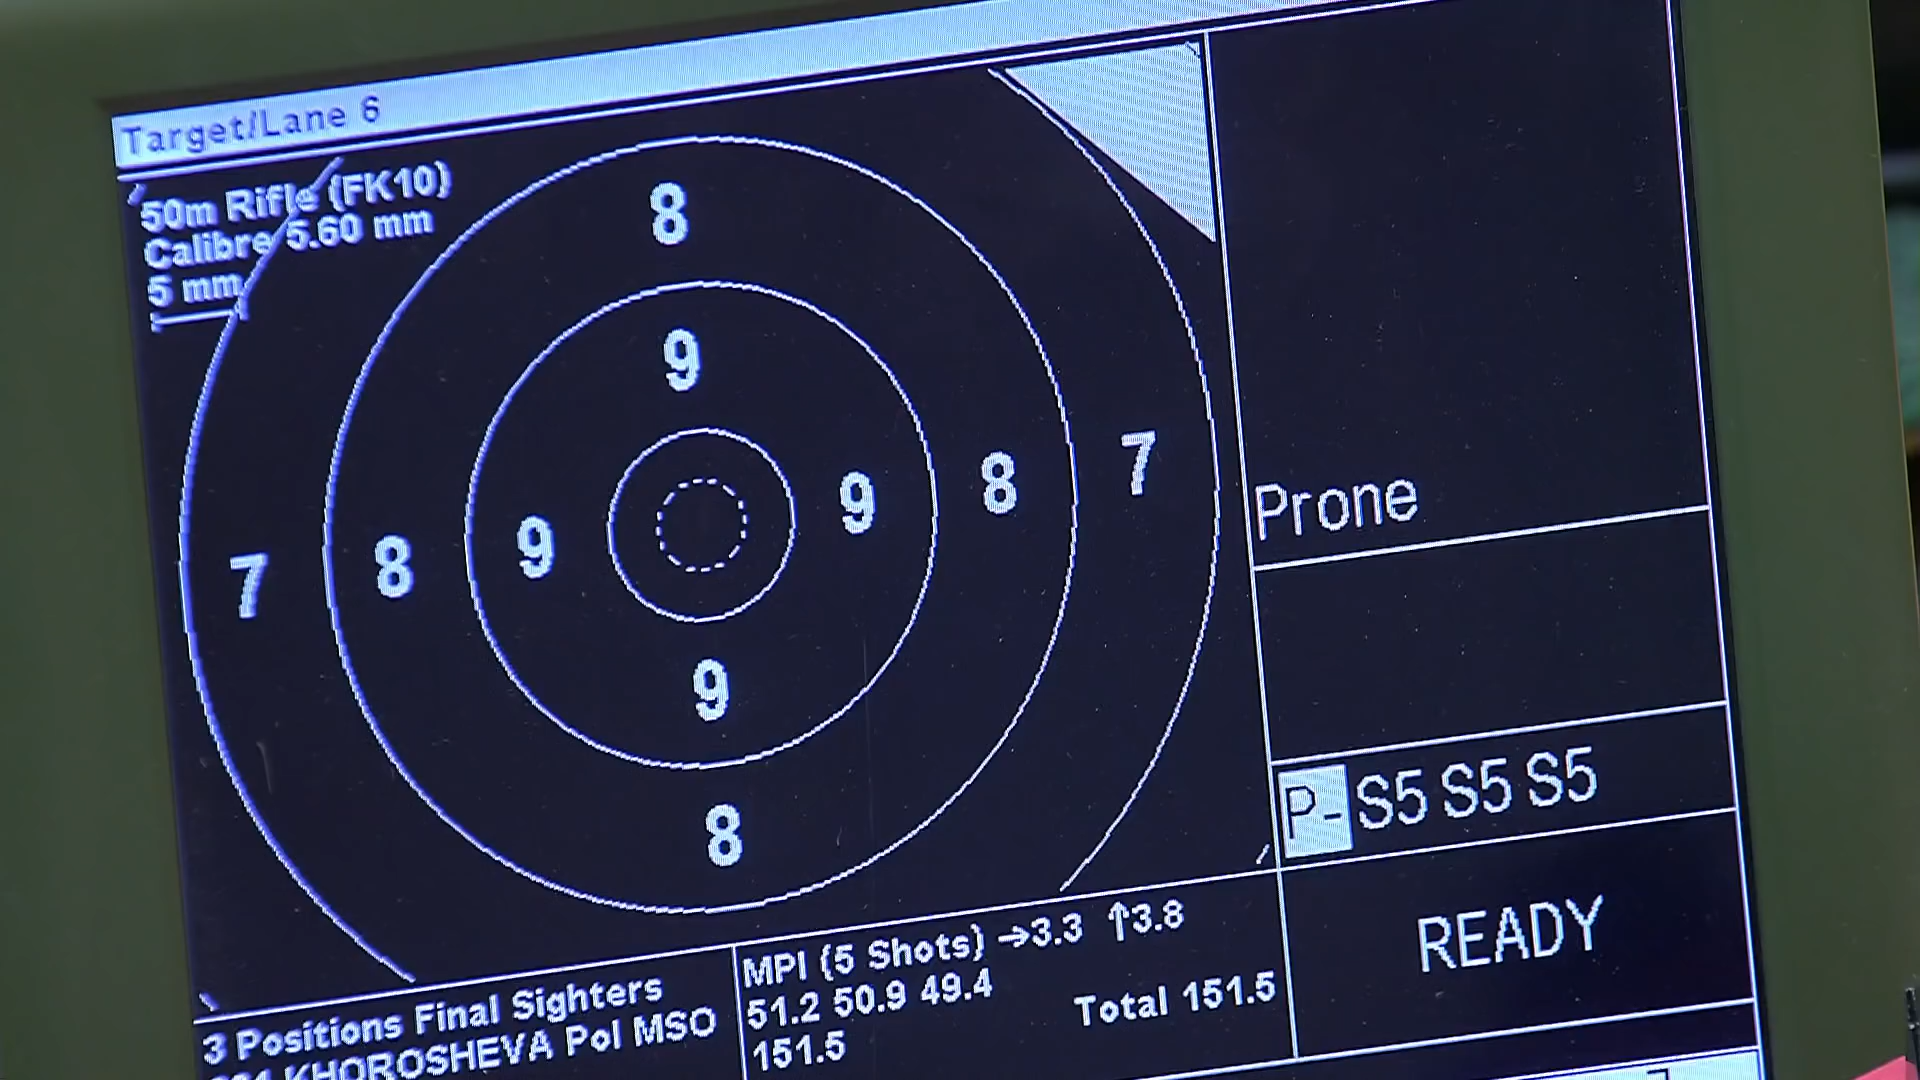 Target/Lane 6
50m Rifle (FK10)
Calibre 5.60 mm
5 mm
8
9
9 8 7
7 8 9
9
8
Prone
P- S5 S5 S5
READY
MPI (5 Shots) →3.3 ↑3.8
51.2 50.9 49.4
Total 151.5
151.5
3 Positions Final Sighters
KHOROSHEVA Pol MSO